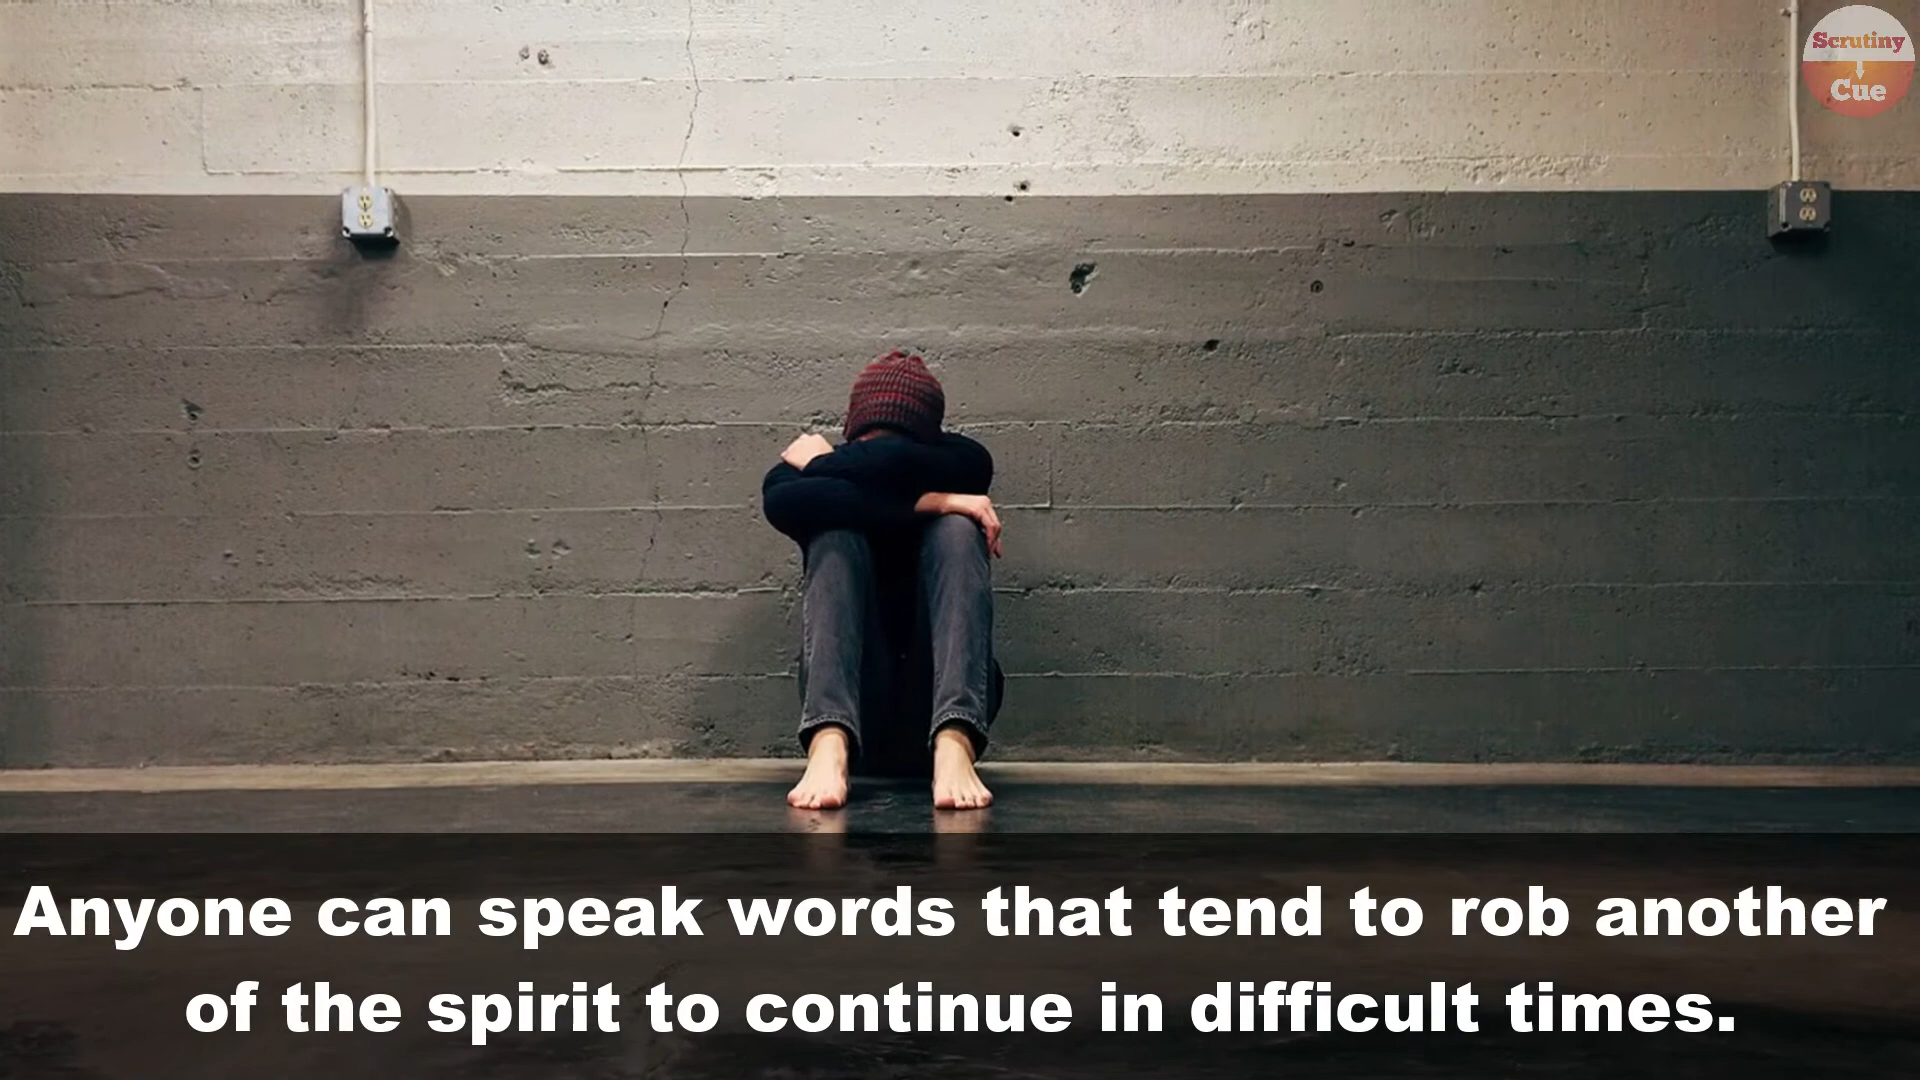 Scrutiny
Cue
Anyone can speak words that tend to rob another
of the spirit to continue in difficult times.